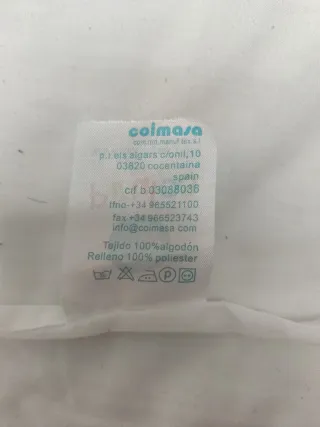 coimasa
p.i.els algars c/onil,10
03820 cocentaina
spain
cif b 03088038
tfno-+34 965521100
fax +34 965523743
info@coimasa.com
Tejido 100%algodón
Relleno 100% poliester